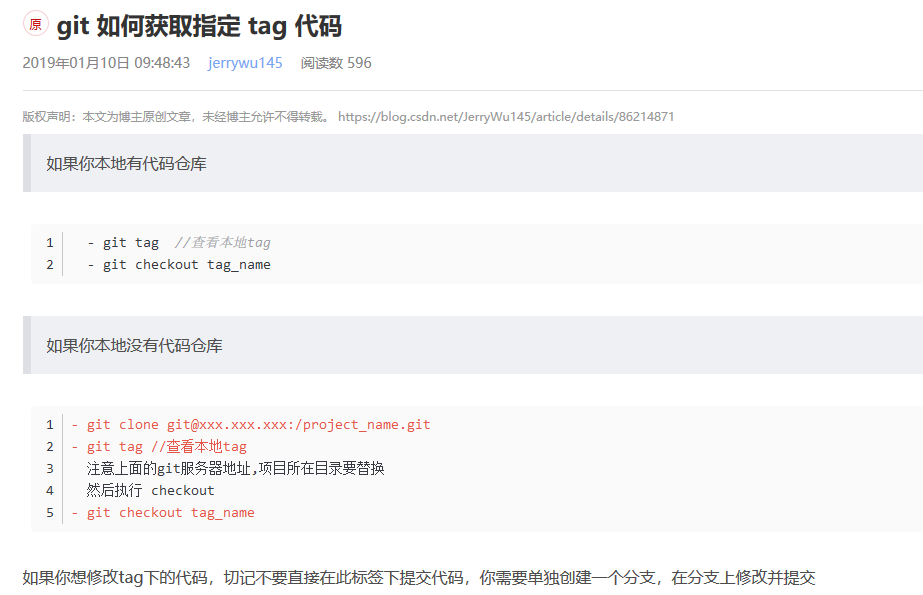 原 git 如何获取指定 tag 代码
2019年01月10日 09:48:43 jerrywu145 阅读数 596
版权声明：本文为博主原创文章，未经博主允许不得转载。 https://blog.csdn.net/JerryWu145/article/details/86214871
如果你本地有代码仓库
1 - git tag //查看本地tag
2 - git checkout tag_name
如果你本地没有代码仓库
1 - git clone git@xxx.xxx.xxx:/project_name.git
2 - git tag //查看本地tag
3 注意上面的git服务器地址,项目所在目录要替换
4 然后执行 checkout
5 - git checkout tag_name
如果你想修改tag下的代码，切记不要直接在此标签下提交代码，你需要单独创建一个分支，在分支上修改并提交